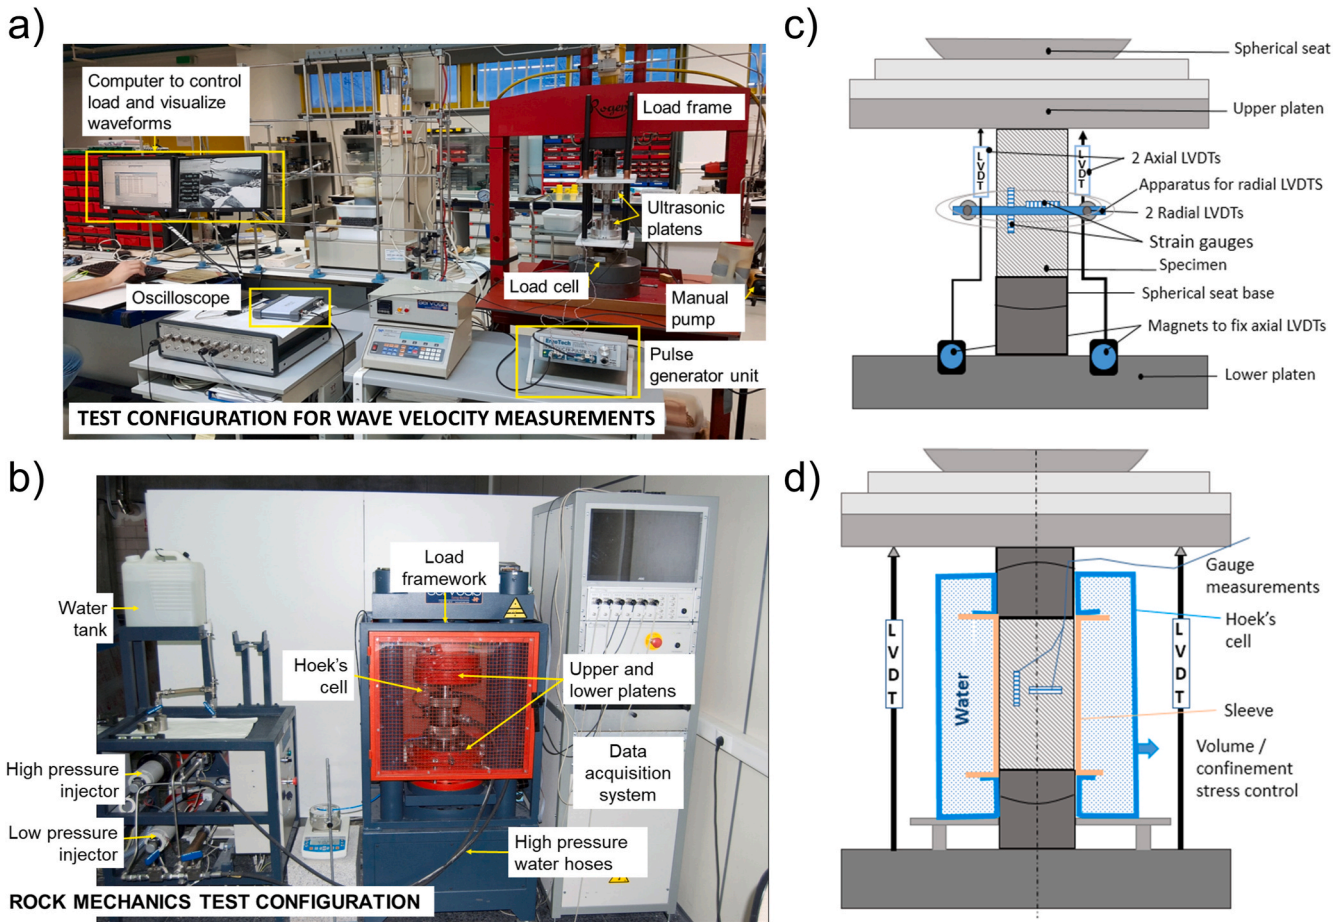 a)
Computer to control
load and visualize
waveforms
Load frame
Ultrasonic
platens
Load cell
Oscilloscope
Manual
pump
Pulse
generator unit
TEST CONFIGURATION FOR WAVE VELOCITY MEASUREMENTS
b)
Load
framework
Water
tank
Hoek's
cell
Upper and
lower platens
Data
acquisition
system
High pressure
injector
Low pressure
injector
High pressure
water hoses
ROCK MECHANICS TEST CONFIGURATION
c)
Spherical seat
Upper platen
LVDT
LVDT
2 Axial LVDTs
Apparatus for radial LVDTS
2 Radial LVDTs
Strain gauges
Specimen
Spherical seat base
Magnets to fix axial LVDTs
Lower platen
d)
Gauge
measurements
Hoek's
cell
LVDT
LVDT
Water
Sleeve
Volume /
confinement
stress control